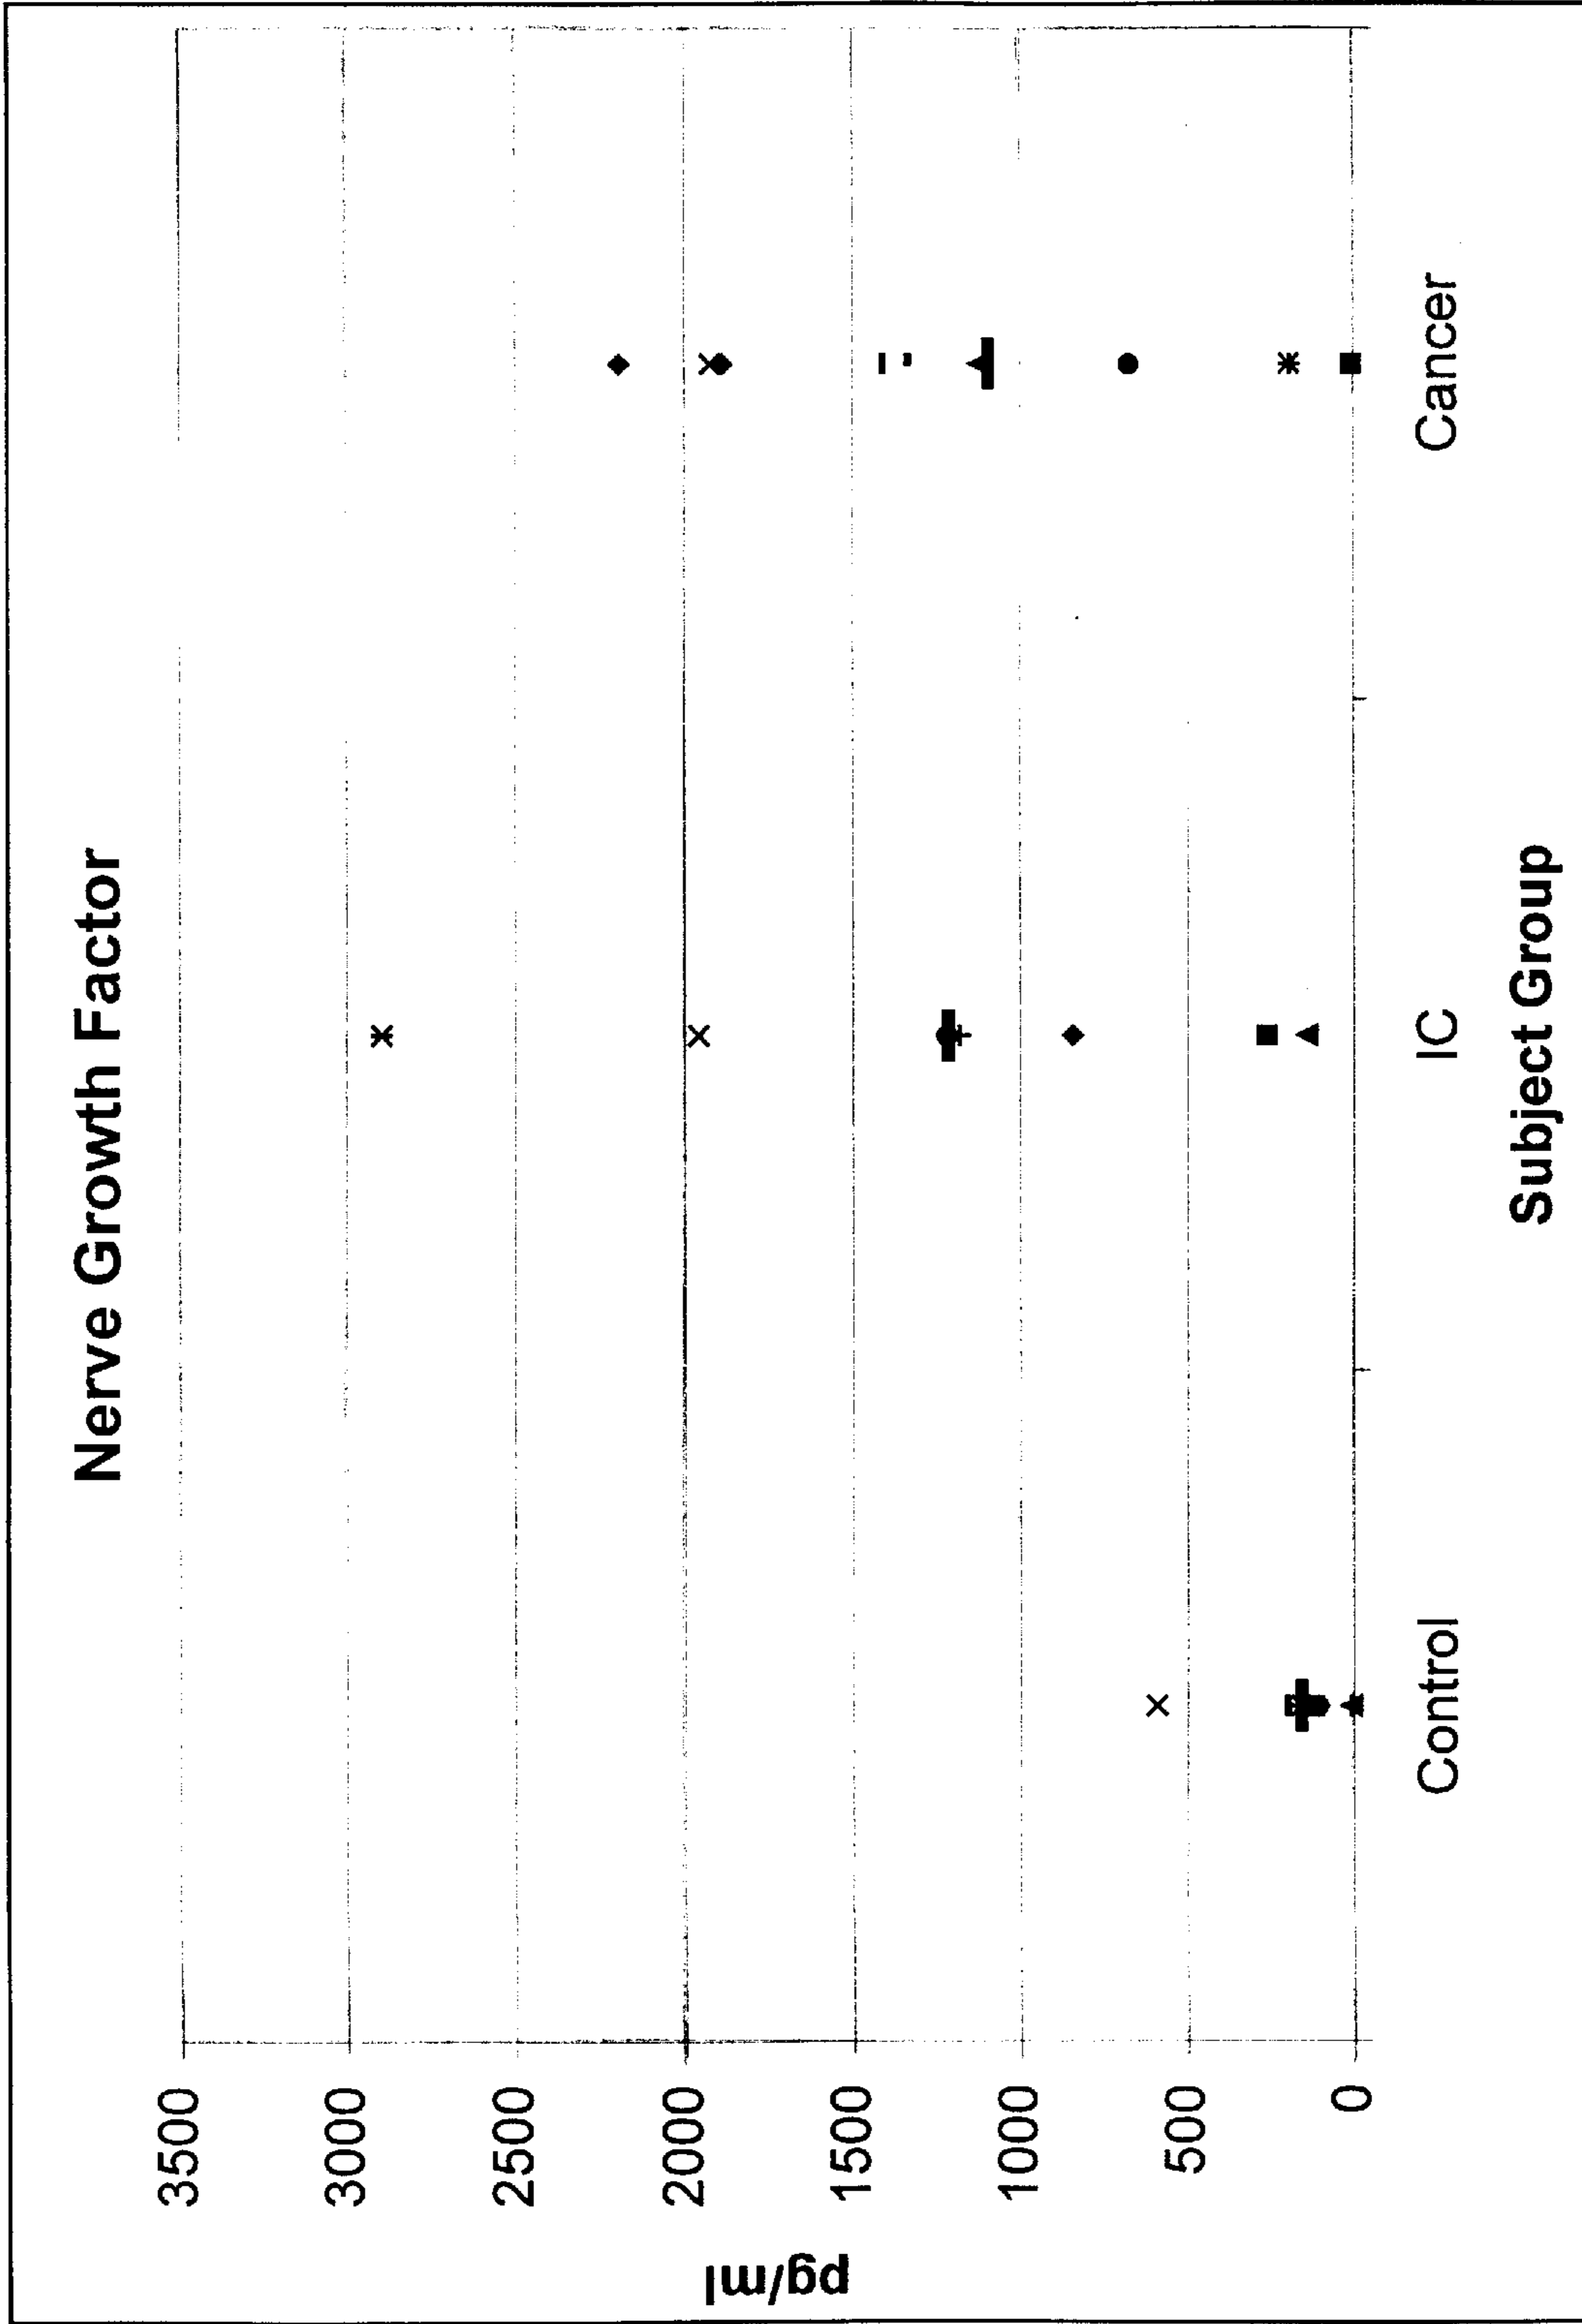 Nerve Growth Factor
pg/ml
3500
3000
2500
2000
1500
1000
500
0
Control
IC
Cancer
Subject Group